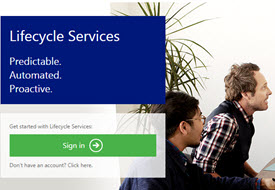 Lifecycle Services
Predictable.
Automated.
Proactive.
Get started with Lifecycle Services:
Sign in
Don't have an account? Click here.